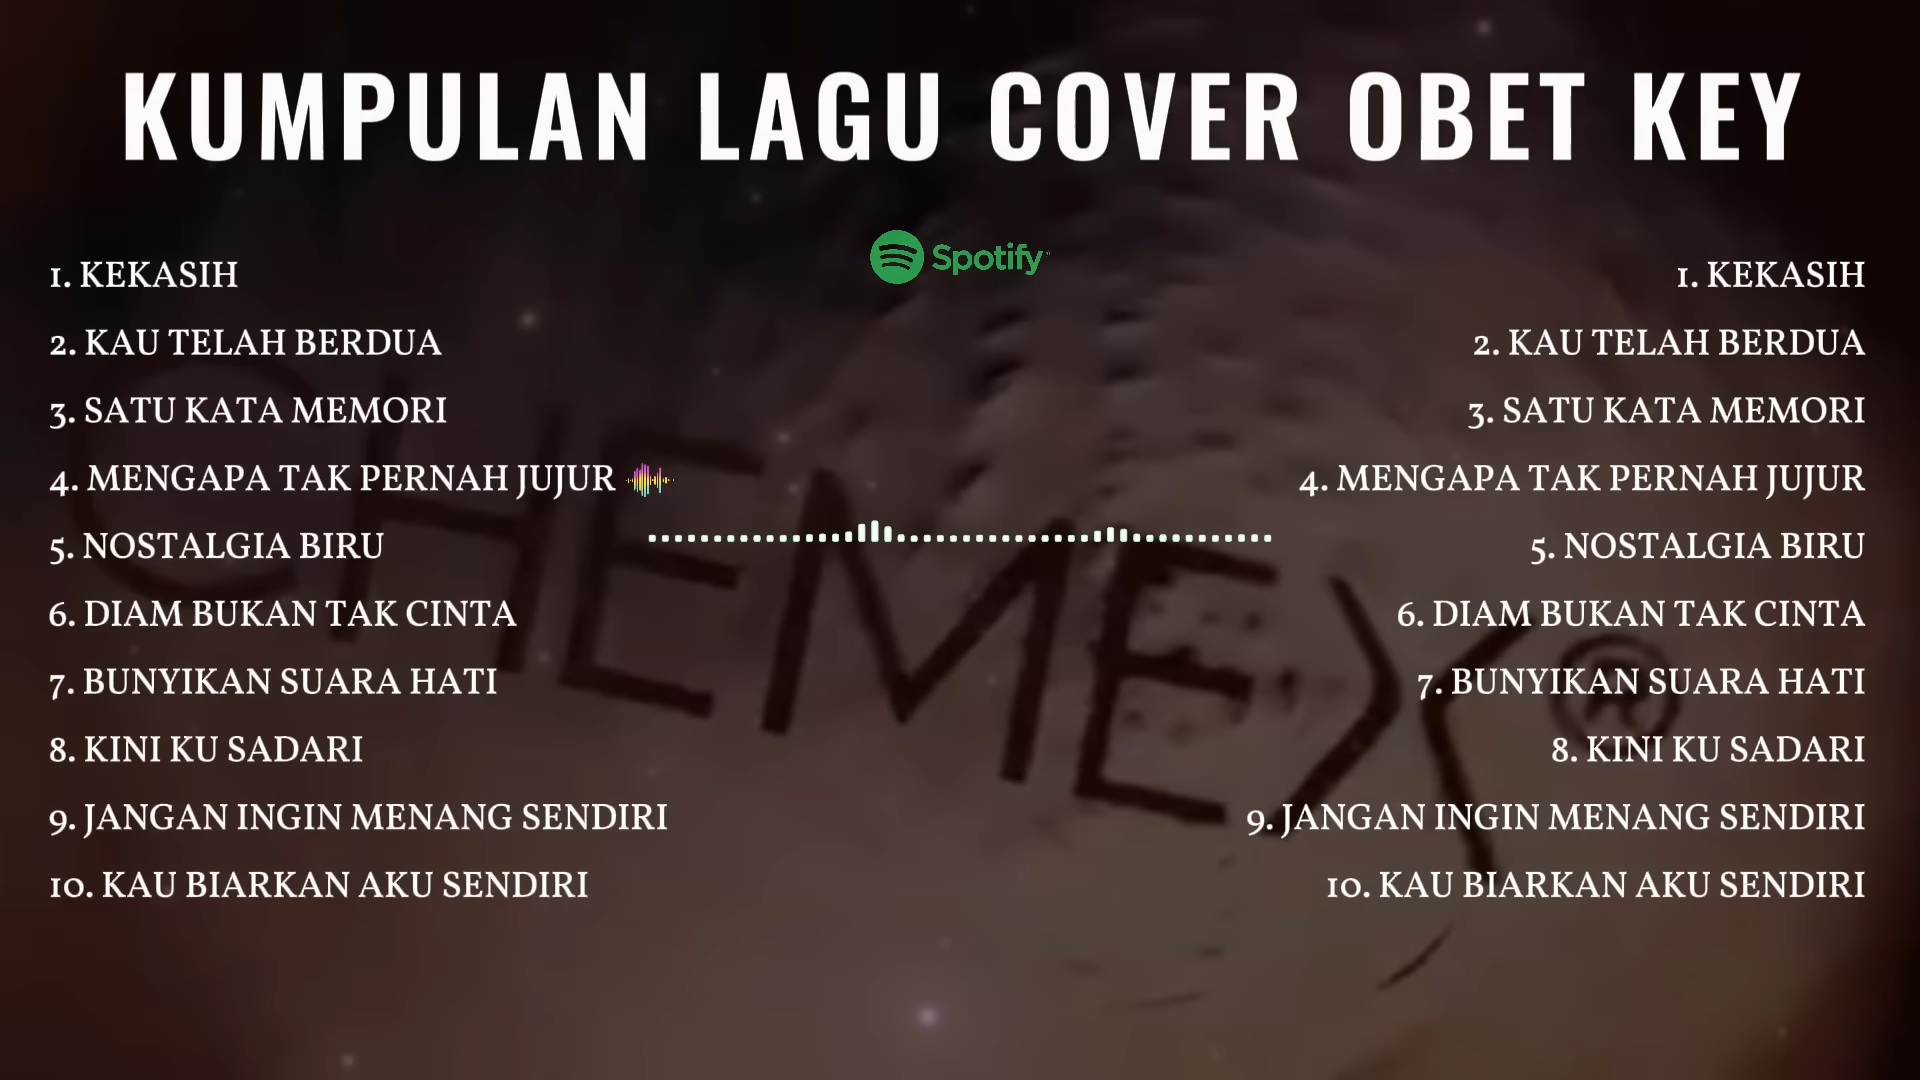 KUMPULAN LAGU COVER OBET KEY
Spotify
1. KEKASIH
2. KAU TELAH BERDUA
3. SATU KATA MEMORI
4. MENGAPA TAK PERNAH JUJUR
5. NOSTALGIA BIRU
6. DIAM BUKAN TAK CINTA
7. BUNYIKAN SUARA HATI
8. KINI KU SADARI
9. JANGAN INGIN MENANG SENDIRI
10. KAU BIARKAN AKU SENDIRI
1. KEKASIH
2. KAU TELAH BERDUA
3. SATU KATA MEMORI
4. MENGAPA TAK PERNAH JUJUR
5. NOSTALGIA BIRU
6. DIAM BUKAN TAK CINTA
7. BUNYIKAN SUARA HATI
8. KINI KU SADARI
9. JANGAN INGIN MENANG SENDIRI
10. KAU BIARKAN AKU SENDIRI
CHEMEX®